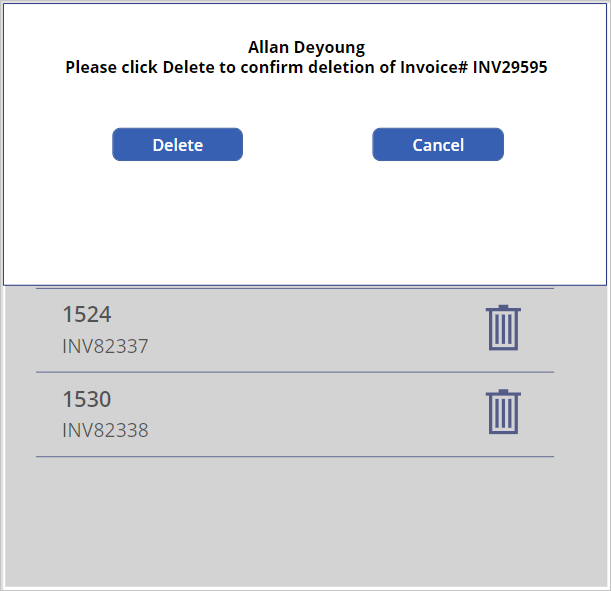 Allan Deyoung
Please click Delete to confirm deletion of Invoice# INV29595
Delete
Cancel
1524
INV82337
1530
INV82338